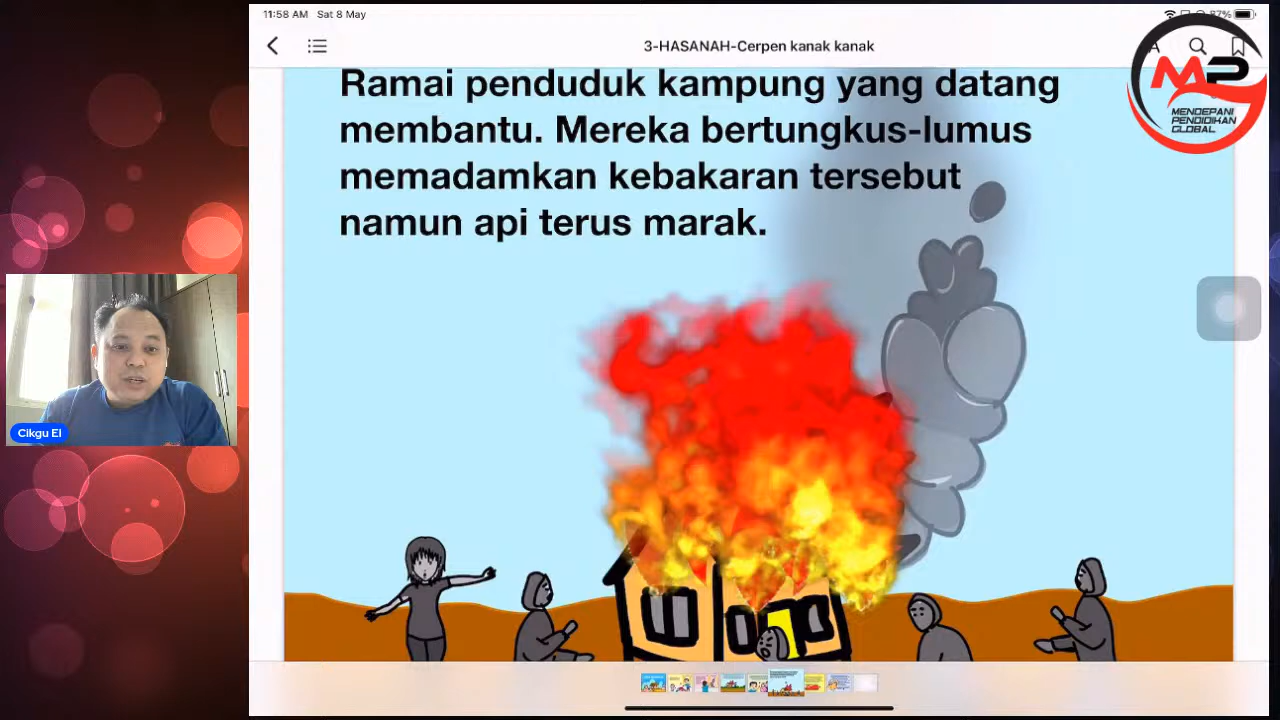 11:58 AM Sat 8 May
87%
3-HASANAH-Cerpen kanak kanak
MENDEPANI
PENDIDIKAN
GLOBAL
Ramai penduduk kampung yang datang
membantu. Mereka bertungkus-lumus
memadamkan kebakaran tersebut
namun api terus marak.
Cikgu El